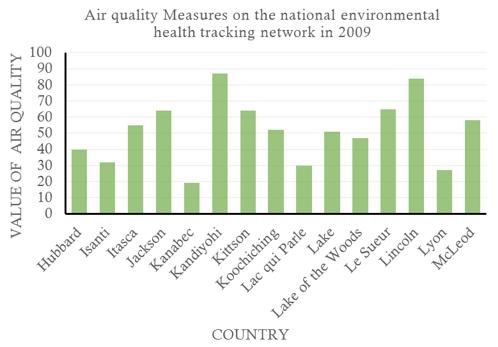 Air quality Measures on the national environmental
health tracking network in 2009
VALUE OF AIR QUALITY
100
90
80
70
60
50
40
30
20
10
0
Hubbard
Isanti
Itasca
Jackson
Kanabec
Kandiyohi
Kittson
Koochiching
Lac qui Parle
Lake
Lake of the Woods
Le Sueur
Lincoln
Lyon
McLeod
COUNTRY